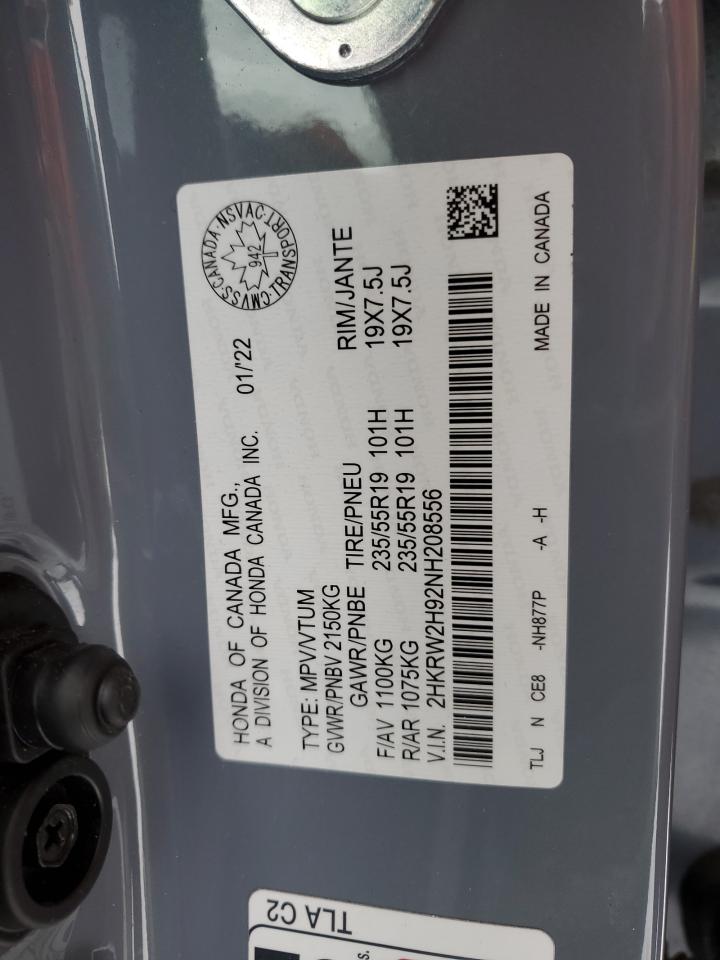 HONDA OF CANADA MFG.,
A DIVISION OF HONDA CANADA INC. 01/'22
CMVSS·CANADA·NSVAC·TRANSPORT·
942
TYPE: MPV/VTUM
GVWR/PNBV 2150KG
GAWR/PNBE TIRE/PNEU RIM/JANTE
F/AV 1100KG 235/55R19 101H 19X7.5J
R/AR 1075KG 235/55R19 101H 19X7.5J
V.I.N. 2HKRW2H92NH208556
TLJ N CE8 -NH877P -A -H MADE IN CANADA
TLA C2
s.